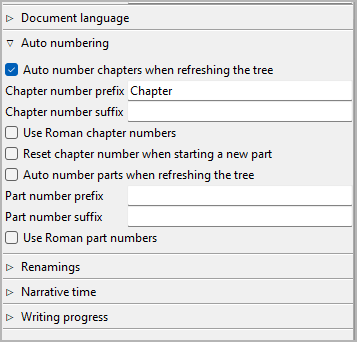 Document language
Auto numbering
Auto number chapters when refreshing the tree
Chapter number prefix Chapter
Chapter number suffix
Use Roman chapter numbers
Reset chapter number when starting a new part
Auto number parts when refreshing the tree
Part number prefix
Part number suffix
Use Roman part numbers
Renamings
Narrative time
Writing progress